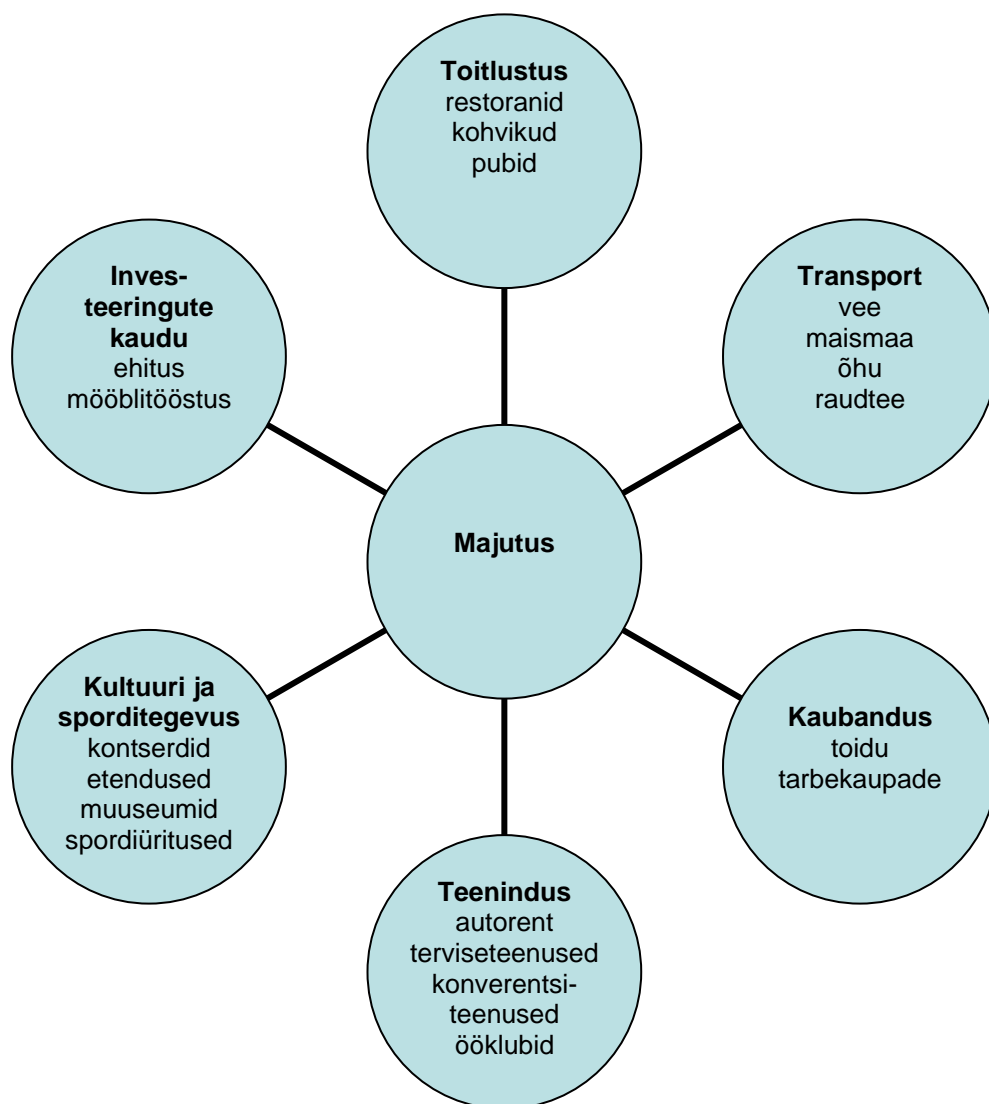 Toitlustus
restoranid
kohvikud
pubid
Inves-
teeringute
kaudu
ehitus
mööblitööstus
Transport
vee
maismaa
õhu
raudtee
Majutus
Kultuuri ja
sporditegevus
kontserdid
etendused
muuseumid
spordiüritused
Kaubandus
toidu
tarbekaupade
Teenindus
autorent
terviseteenused
konverentsi-
teenused
ööklubid